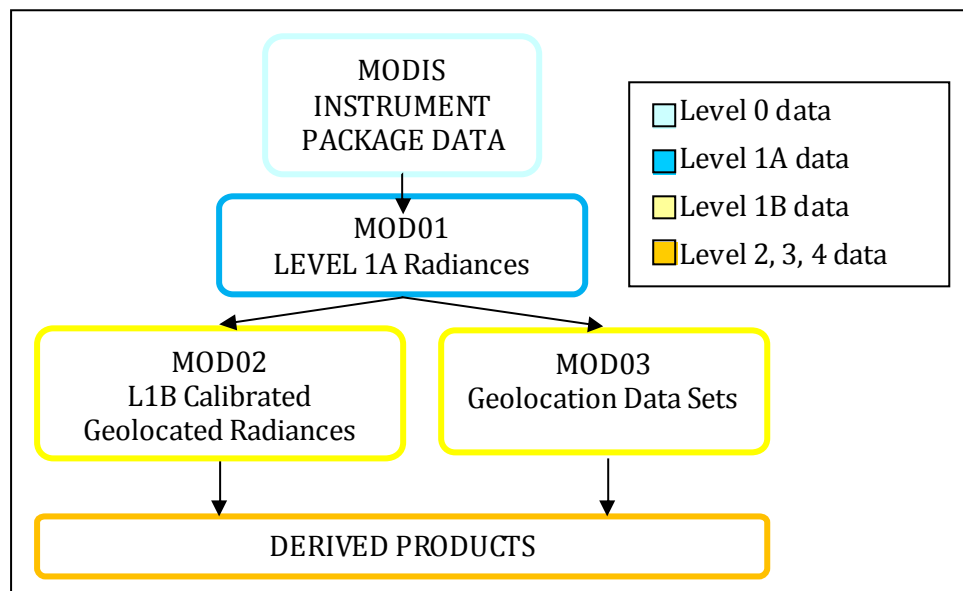 MODIS
INSTRUMENT
PACKAGE DATA
Level 0 data
Level 1A data
Level 1B data
Level 2, 3, 4 data
MOD01
LEVEL 1A Radiances
MOD02
L1B Calibrated
Geolocated Radiances
MOD03
Geolocation Data Sets
DERIVED PRODUCTS